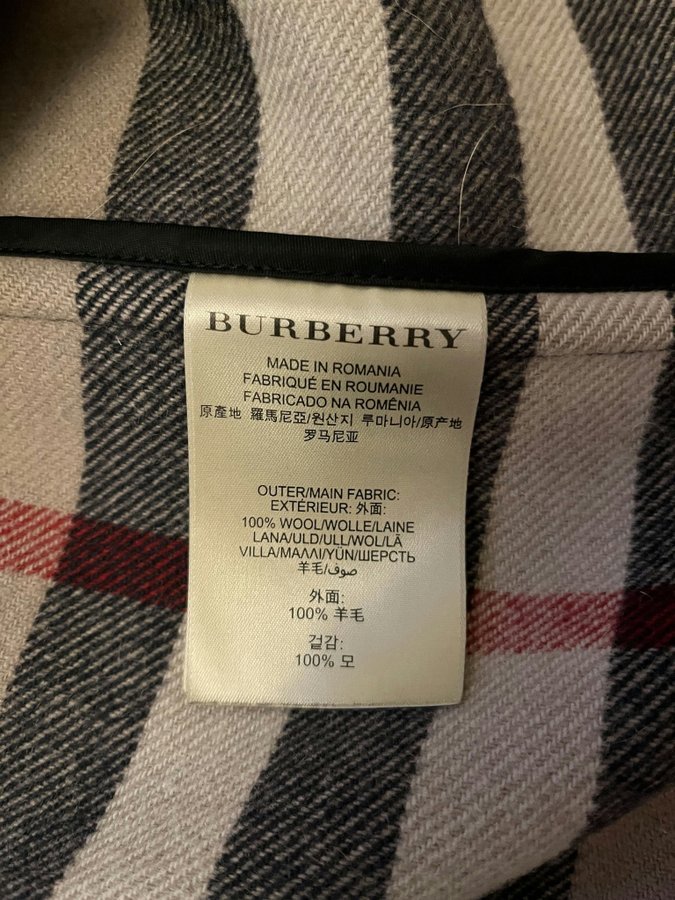 BURBERRY
MADE IN ROMANIA
FABRIQUÉ EN ROUMANIE
FABRICADO NA ROMÊNIA
原產地 羅馬尼亞/원산지 루마니아/原产地
罗马尼亚
OUTER/MAIN FABRIC:
EXTÉRIEUR: 外面:
100% WOOL/WOLLE/LAINE
LANA/ULD/ULL/WOL/LÃ
VILLA/ΜΑΛΛΙ/YÜN/ШЕРСТЬ
羊毛/صوف
外面:
100% 羊毛
겉감:
100% 모